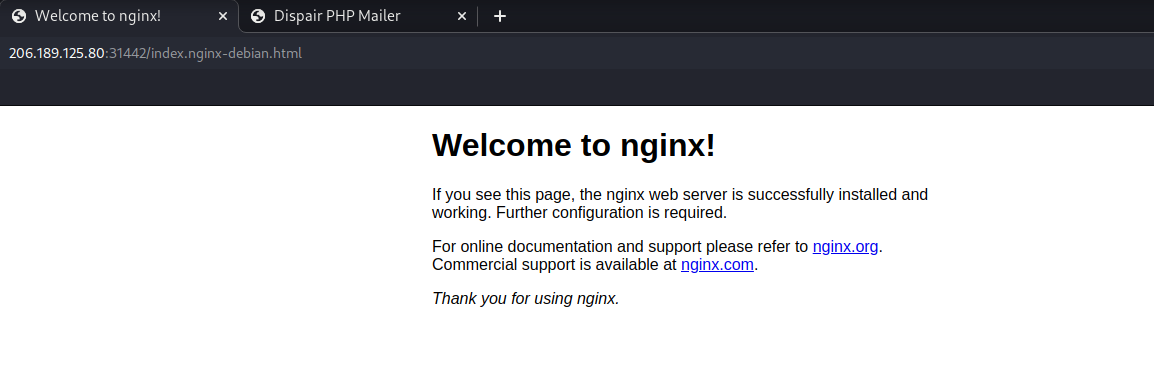 Welcome to nginx!
Dispair PHP Mailer
206.189.125.80:31442/index.nginx-debian.html
Welcome to nginx!
If you see this page, the nginx web server is successfully installed and
working. Further configuration is required.
For online documentation and support please refer to nginx.org.
Commercial support is available at nginx.com.
Thank you for using nginx.